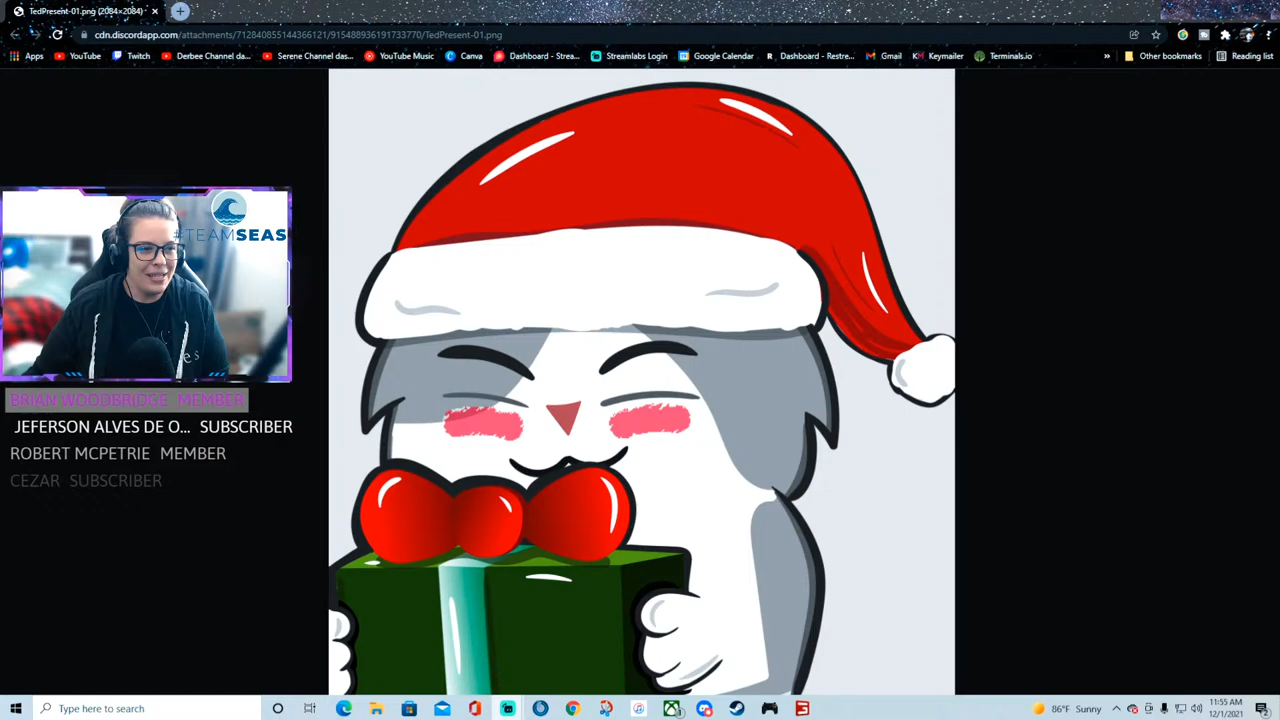 TedPresent-01.png (2084×2084)
cdn.discordapp.com/attachments/712840855144366121/915488936191733770/TedPresent-01.png
Apps YouTube Twitch Derbee Channel da... Serene Channel das... YouTube Music Canva Dashboard - Strea... Streamlabs Login Google Calendar Dashboard - Restre... Gmail Keymailer Terminals.io » Other bookmarks Reading list
#TEAMSEAS
BRIAN WOODBRIDGE MEMBER
JEFERSON ALVES DE O... SUBSCRIBER
ROBERT MCPETRIE MEMBER
CEZAR SUBSCRIBER
Type here to search
86°F Sunny
11:55 AM
12/1/2021